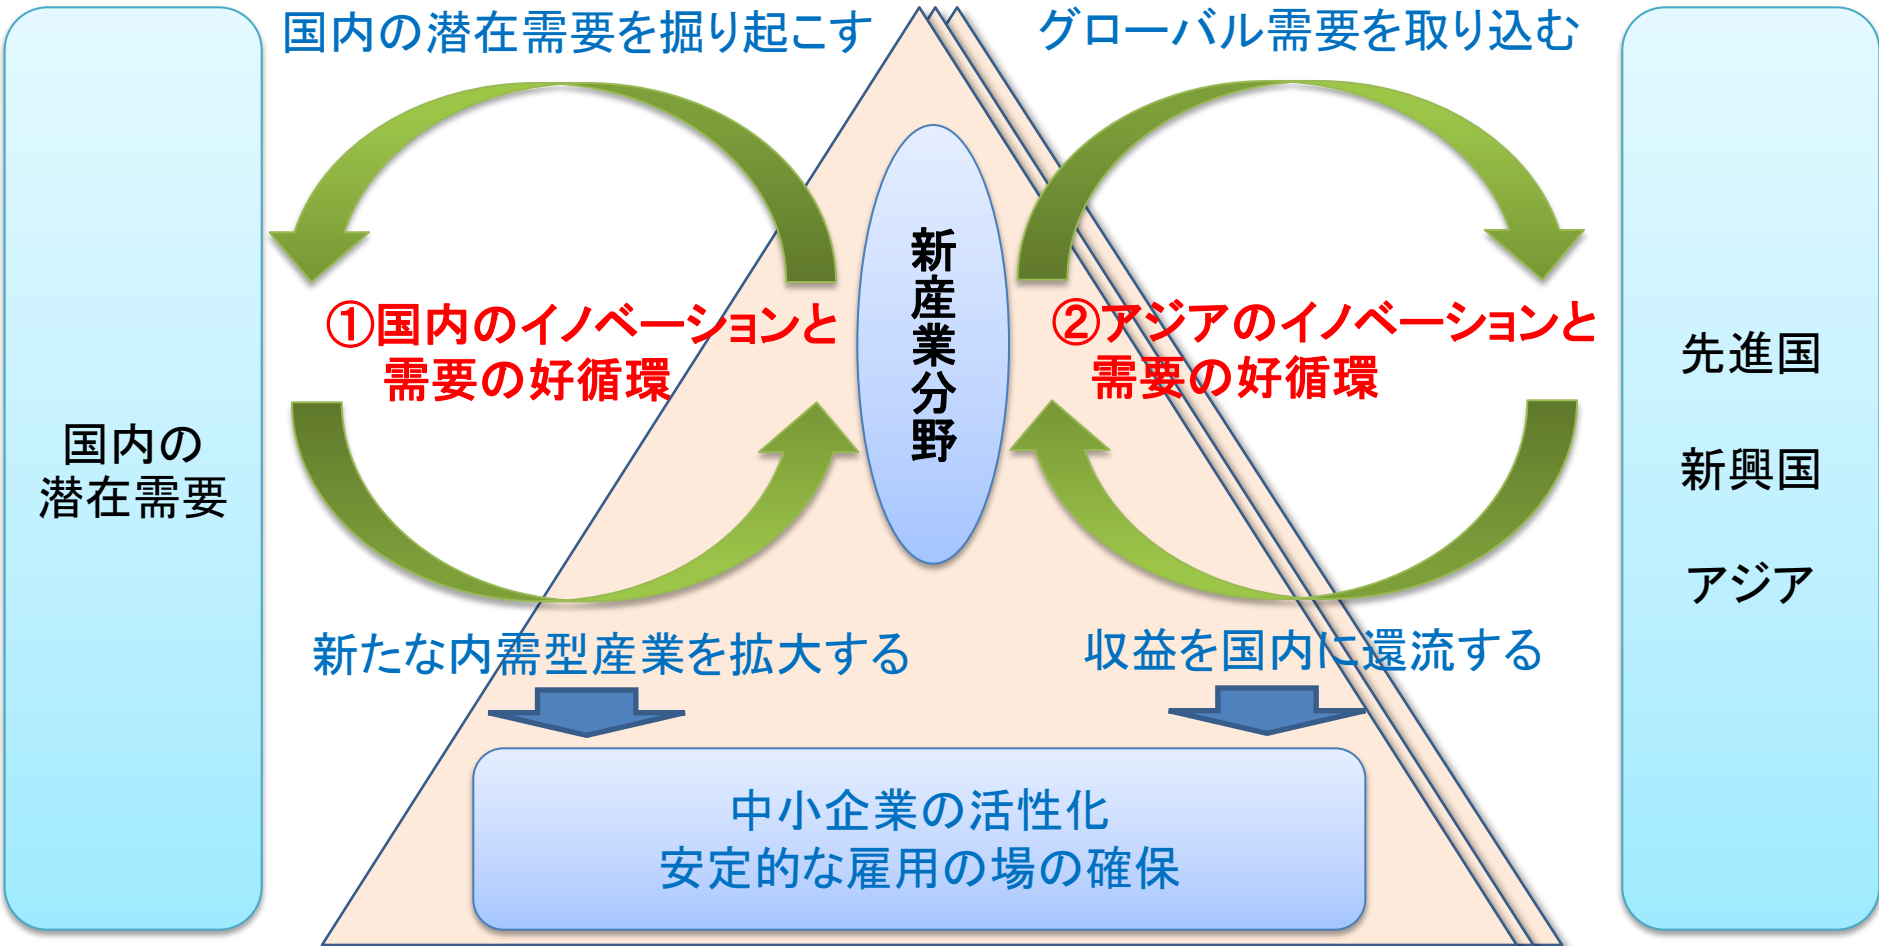 国内の潜在需要を掘り起こす
グローバル需要を取り込む
国内の
潜在需要
①国内のイノベーションと
需要の好循環
新産業分野
②アジアのイノベーションと
需要の好循環
先進国
新興国
アジア
新たな内需型産業を拡大する
収益を国内に還流する
中小企業の活性化
安定的な雇用の場の確保